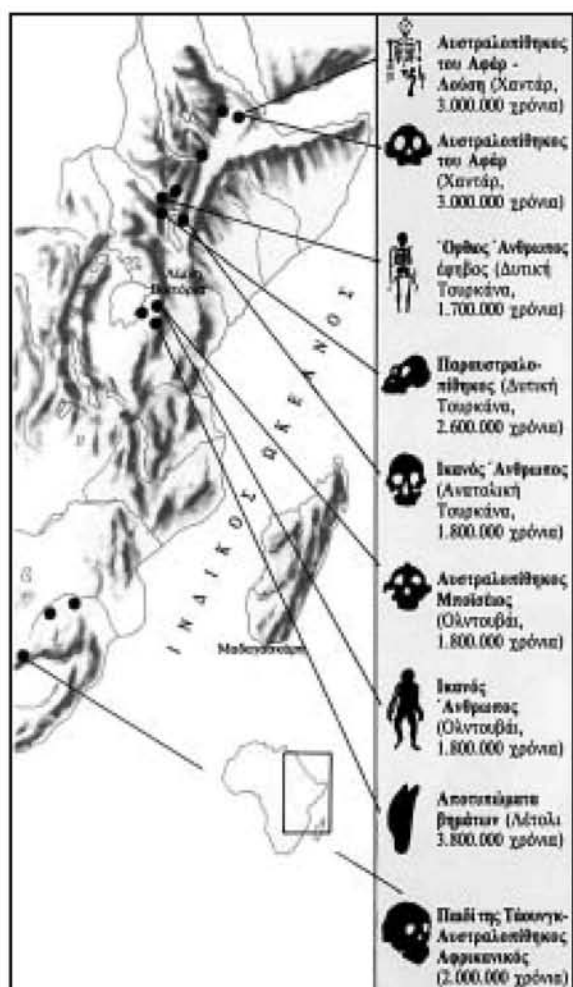 Αυστραλοπίθηκος
του Αφάρ -
Λούση (Χαντάρ,
3.000.000 χρόνια)
Αυστραλοπίθηκος
του Αφάρ
(Χαντάρ,
3.000.000 χρόνια)
Όρθιος Άνθρωπος
έφηβος (Δυτική
Τουρκάνα,
1.700.000 χρόνια)
Παραυστραλο-
πίθηκος (Δυτική
Τουρκάνα,
2.600.000 χρόνια)
Ικανός Άνθρωπος
(Ανατολική
Τουρκάνα,
1.800.000 χρόνια)
Αυστραλοπίθηκος
Μποϊσέιος
(Ολντουβάι,
1.800.000 χρόνια)
Ικανός
Άνθρωπος
(Ολντουβάι,
1.800.000 χρόνια)
Αποτυπώματα
βημάτων (Λέτολι
3.800.000 χρόνια)
Παιδί της Τάουνγκ-
Αυστραλοπίθηκος
Αφρικανικός
(2.000.000 χρόνια)
Λίμνη
Βικτόρια
ΙΝΔΙΚΟΣ ΩΚΕΑΝΟΣ
Μαδαγασκάρη